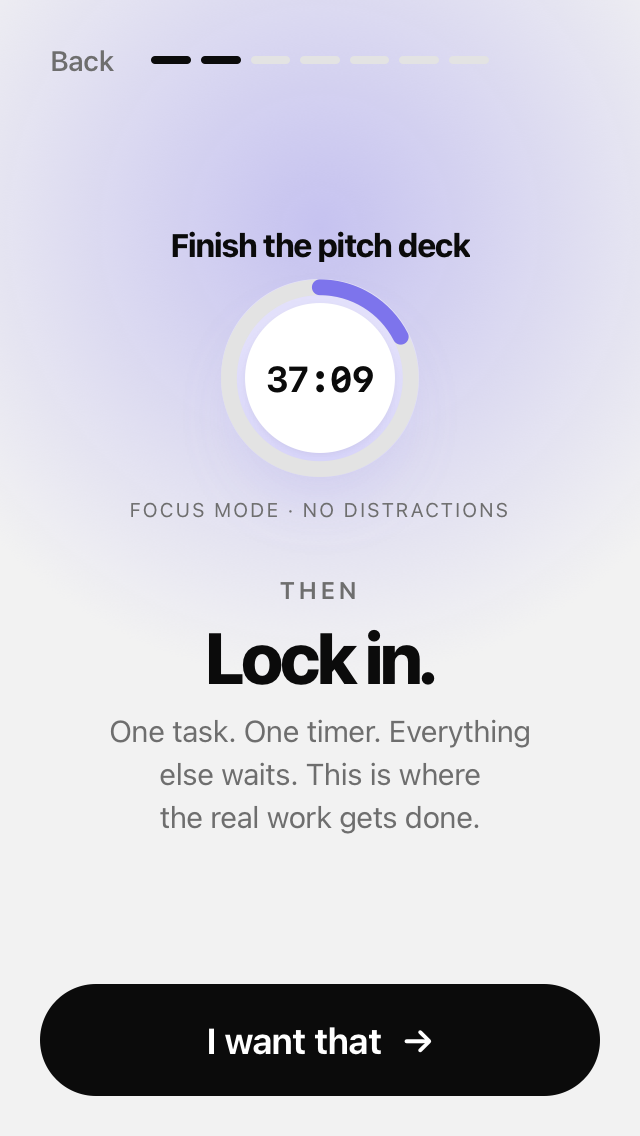 Back
Finish the pitch deck
37:09
FOCUS MODE · NO DISTRACTIONS
THEN
Lock in.
One task. One timer. Everything
else waits. This is where
the real work gets done.
I want that →